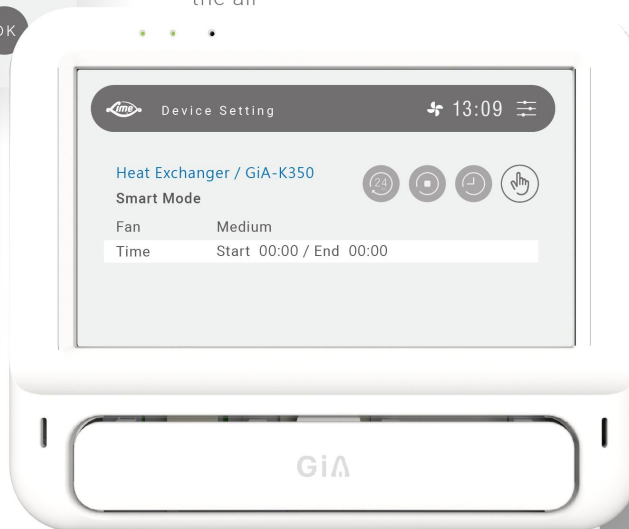 the air
OK
Lime
Device Setting
13:09
Heat Exchanger / GiA-K350
24
Smart Mode
Fan Medium
Time Start 00:00 / End 00:00
GiA